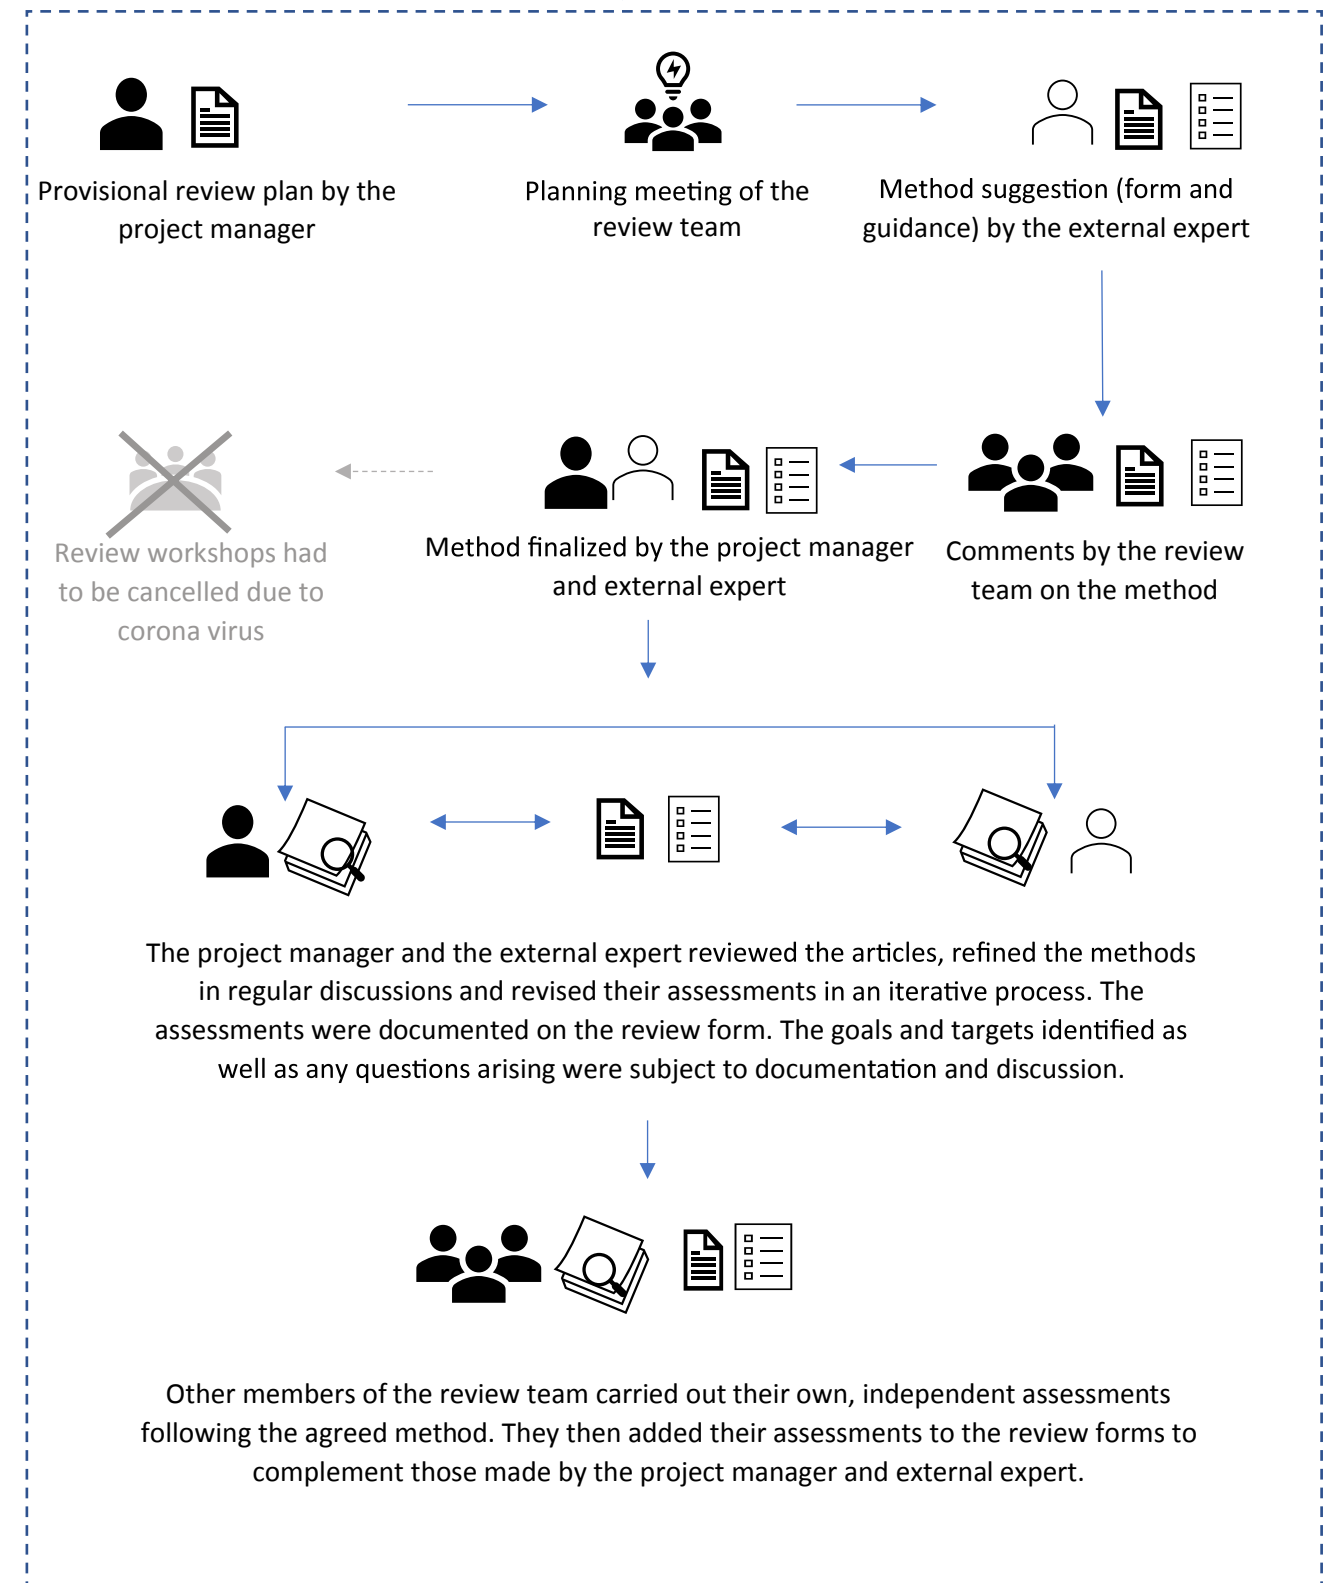 Provisional review plan by the
project manager
Planning meeting of the
review team
Method suggestion (form and
guidance) by the external expert
Review workshops had
to be cancelled due to
corona virus
Method finalized by the project manager
and external expert
Comments by the review
team on the method
The project manager and the external expert reviewed the articles, refined the methods
in regular discussions and revised their assessments in an iterative process. The
assessments were documented on the review form. The goals and targets identified as
well as any questions arising were subject to documentation and discussion.
Other members of the review team carried out their own, independent assessments
following the agreed method. They then added their assessments to the review forms to
complement those made by the project manager and external expert.